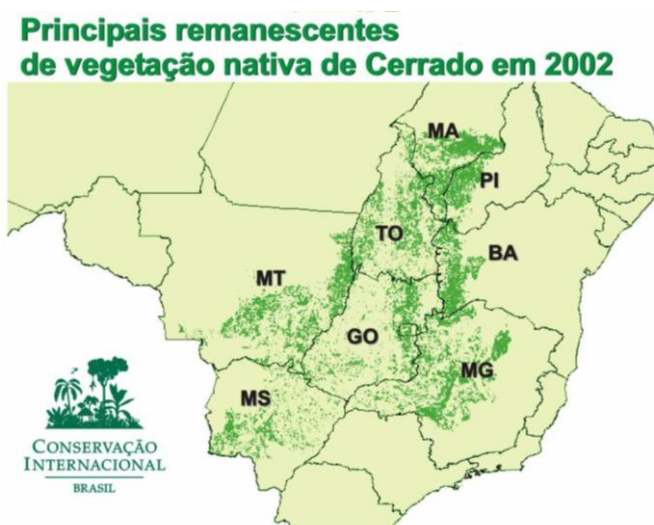 Principais remanescentes
de vegetação nativa de Cerrado em 2002
MA
PI
TO
BA
MT
GO
MG
MS
CONSERVAÇÃO
INTERNACIONAL
BRASIL